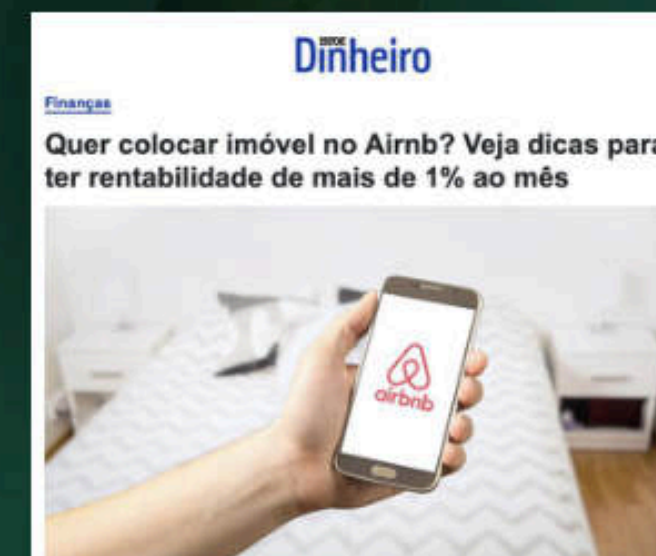 ISTOÉ
Dinheiro
Finanças
Quer colocar imóvel no Airnb? Veja dicas para
ter rentabilidade de mais de 1% ao mês
airbnb